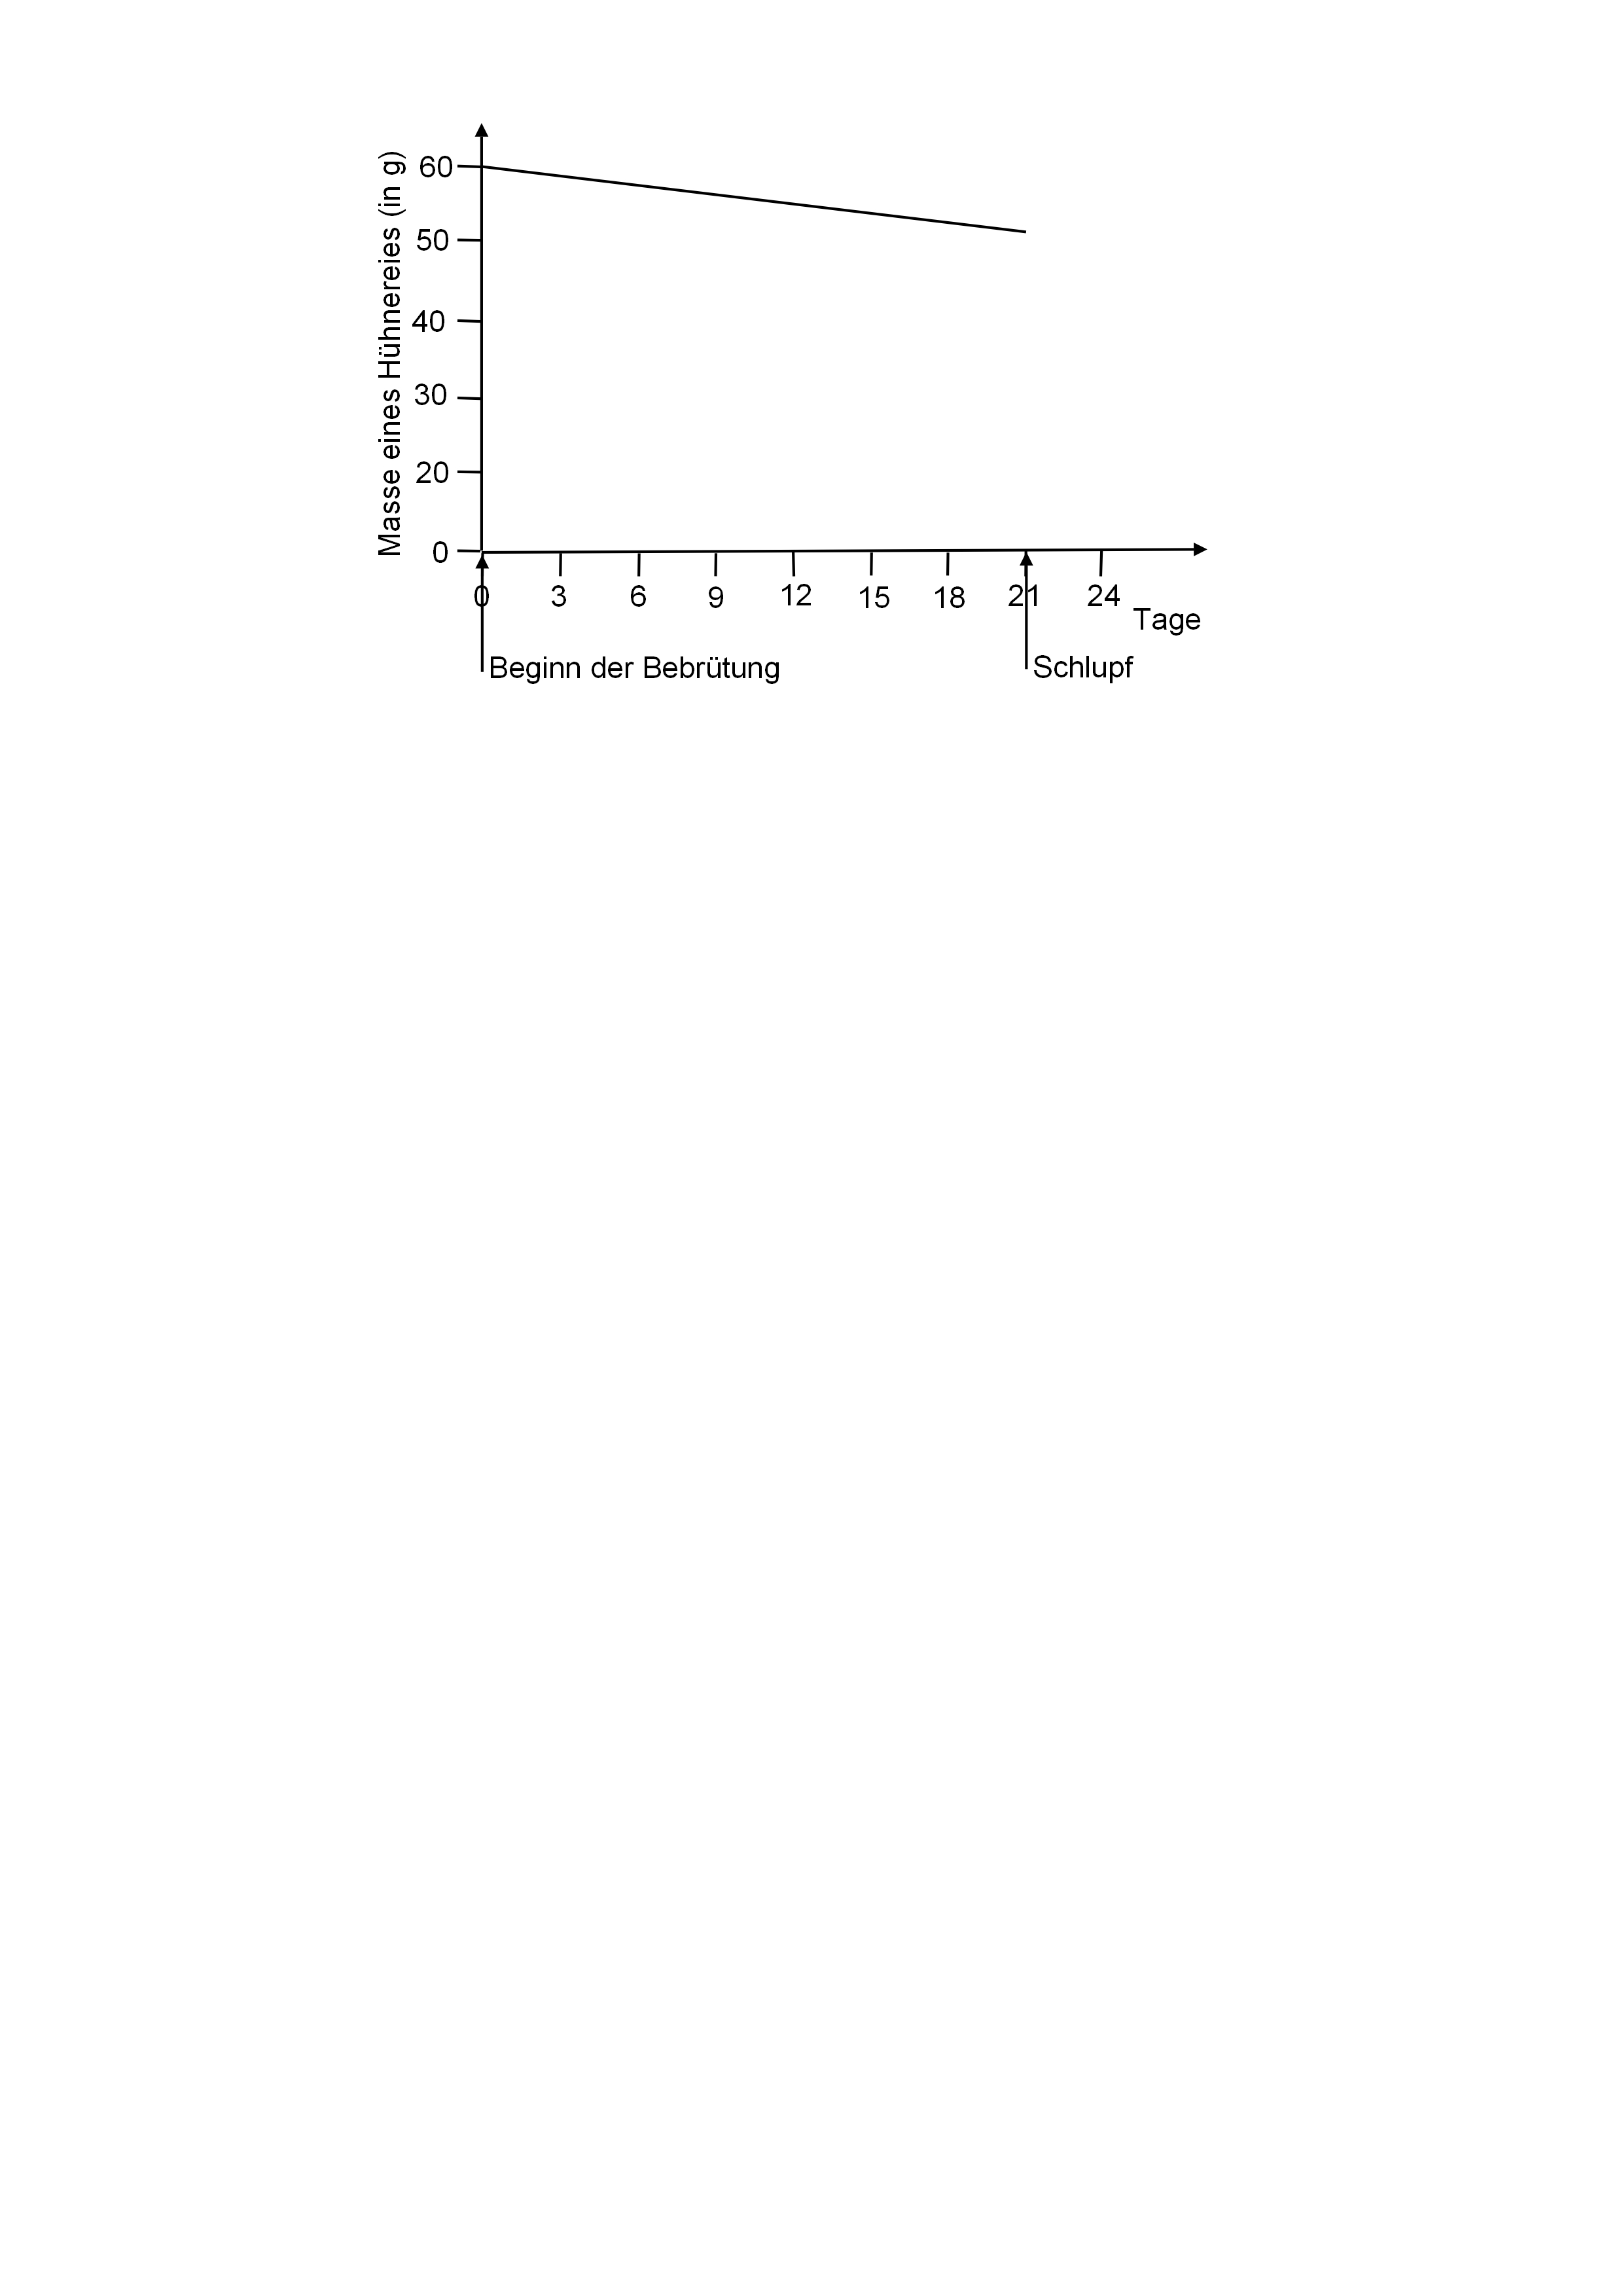 Masse eines Hühnereies (in g)
60
50
40
30
20
0
0 3 6 9 12 15 18 21 24
Tage
Beginn der Bebrütung
Schlupf